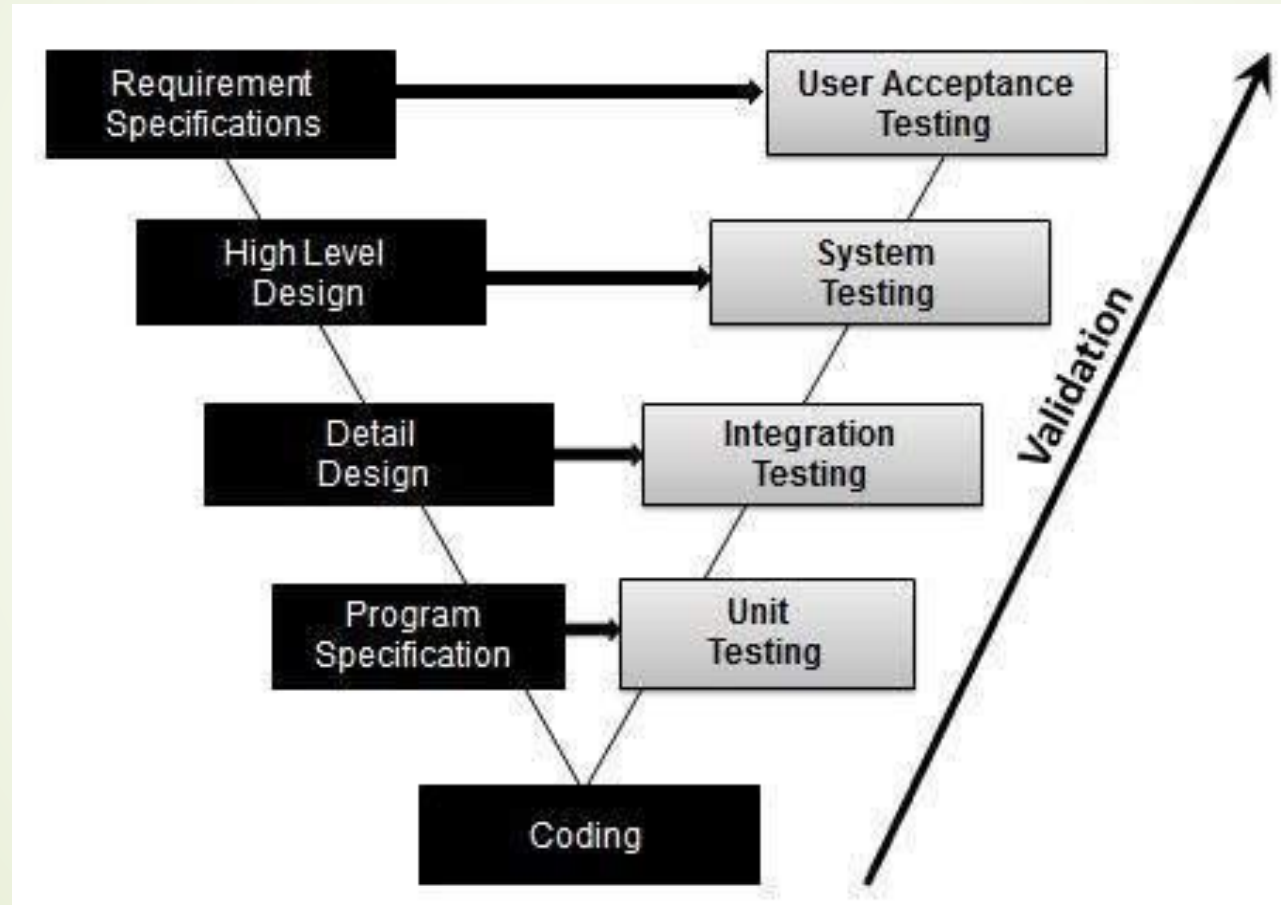 Requirement
Specifications
User Acceptance
Testing
High Level
Design
System
Testing
Detail
Design
Integration
Testing
Program
Specification
Unit
Testing
Coding
Validation